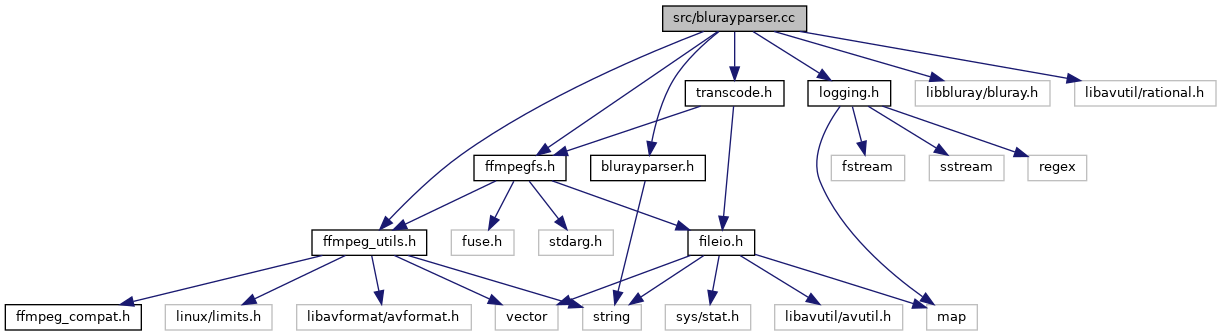 src/blurayparser.cc
transcode.h
logging.h
libbluray/bluray.h
libavutil/rational.h
ffmpegfs.h
blurayparser.h
fstream
sstream
regex
ffmpeg_utils.h
fuse.h
stdarg.h
fileio.h
ffmpeg_compat.h
linux/limits.h
libavformat/avformat.h
vector
string
sys/stat.h
libavutil/avutil.h
map